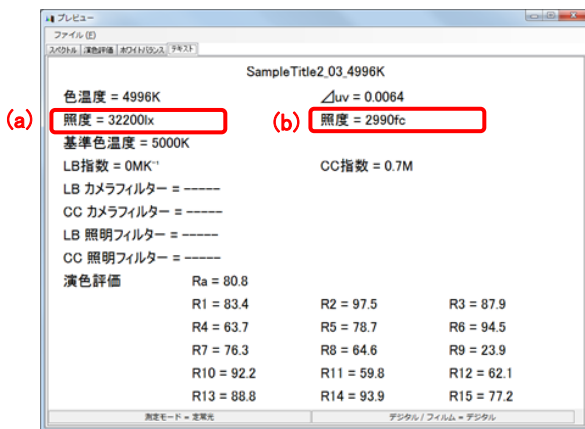 プレビュー
ファイル(F)
スペクトル 演色評価 ホワイトバランス テキスト
SampleTitle2_03_4996K
色温度 = 4996K ⊿uv = 0.0064
(a) 照度 = 32200lx (b) 照度 = 2990fc
基準色温度 = 5000K
LB指数 = 0MK⁻¹ CC指数 = 0.7M
LB カメラフィルター = -----
CC カメラフィルター = -----
LB 照明フィルター = -----
CC 照明フィルター = -----
演色評価 Ra = 80.8
R1 = 83.4 R2 = 97.5 R3 = 87.9
R4 = 63.7 R5 = 78.7 R6 = 94.5
R7 = 76.3 R8 = 64.6 R9 = 23.9
R10 = 92.2 R11 = 59.8 R12 = 62.1
R13 = 88.8 R14 = 93.9 R15 = 77.2
測定モード = 定常光 デジタル / フィルム = デジタル